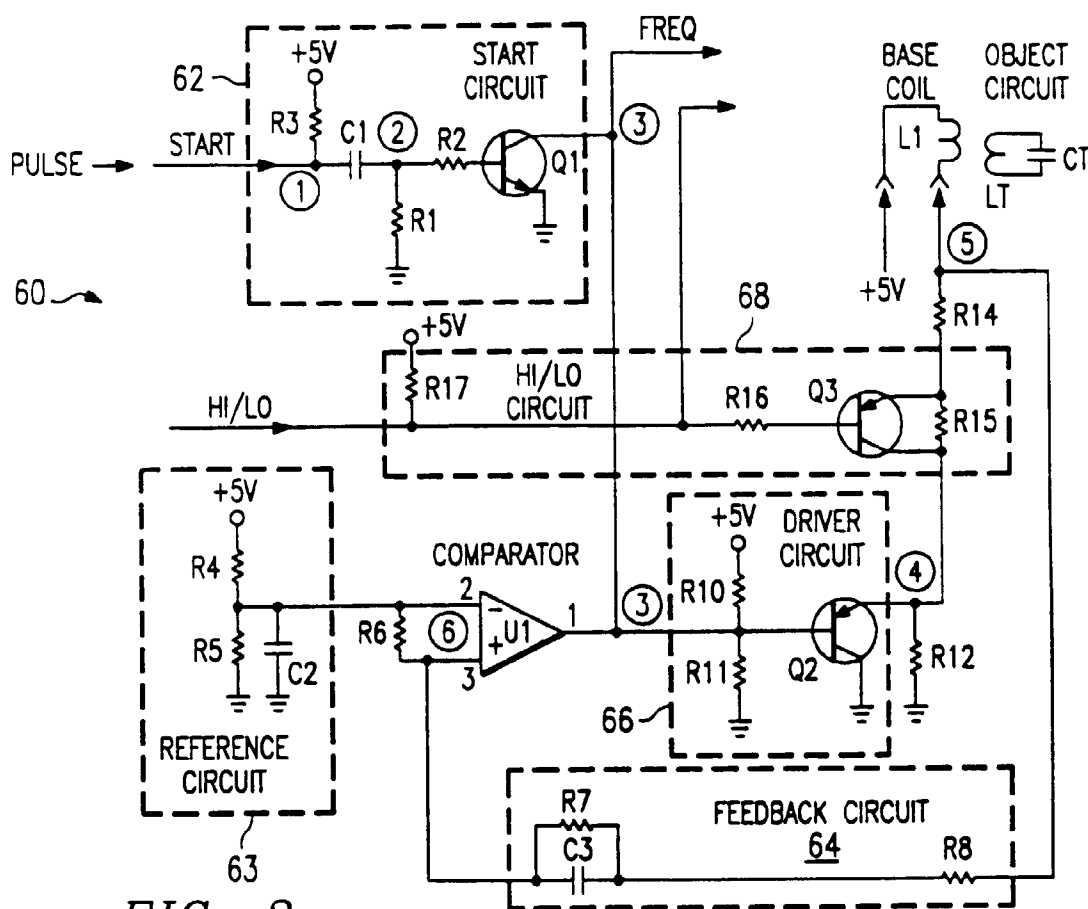 FREQ
+5V
START
CIRCUIT
62
R3
C1
2
R2
Q1
3
PULSE
START
1
R1
BASE
COIL
OBJECT
CIRCUIT
L1
LT
CT
5
+5V
60
68
R14
+5V
R17
HI/LO
CIRCUIT
HI/LO
R16
Q3
R15
+5V
R4
R5
C2
REFERENCE
CIRCUIT
63
COMPARATOR
2
R6
6
-
+
U1
1
3
3
+5V
DRIVER
CIRCUIT
R10
R11
Q2
4
R12
66
R7
C3
FEEDBACK CIRCUIT
64
R8